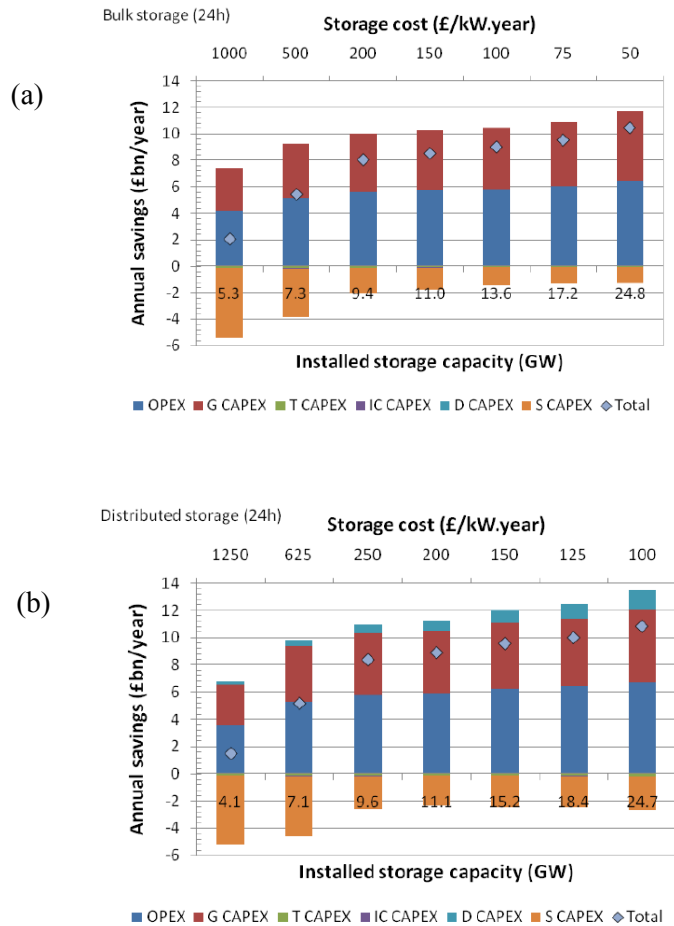 Bulk storage (24h)
Storage cost (£/kW.year)
1000 500 200 150 100 75 50
(a)
Annual savings (£bn/year)
14
12
10
8
6
4
2
0
-2
-4
-6
5.3 7.3 9.4 11.0 13.6 17.2 24.8
Installed storage capacity (GW)
OPEX G CAPEX T CAPEX IC CAPEX D CAPEX S CAPEX Total
Distributed storage (24h)
Storage cost (£/kW.year)
1250 625 250 200 150 125 100
(b)
Annual savings (£bn/year)
14
12
10
8
6
4
2
0
-2
-4
-6
4.1 7.1 9.6 11.1 15.2 18.4 24.7
Installed storage capacity (GW)
OPEX G CAPEX T CAPEX IC CAPEX D CAPEX S CAPEX Total